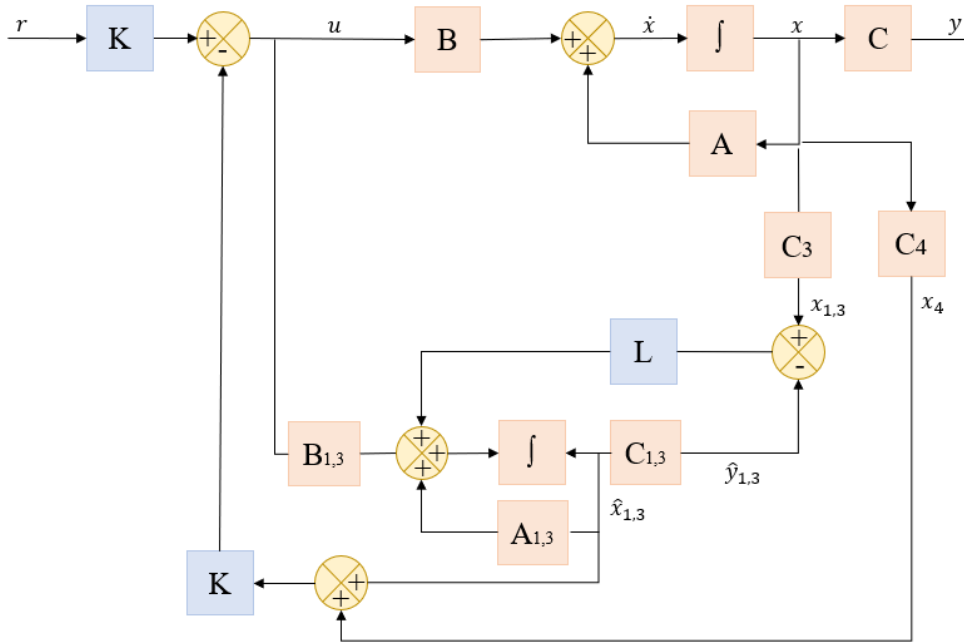 r K + - u B + + ẋ ∫ x C y
A
C3 C4
x1,3 x4
L + -
B1,3 + + + ∫ C1,3 ŷ1,3
A1,3 x̂1,3
K + +